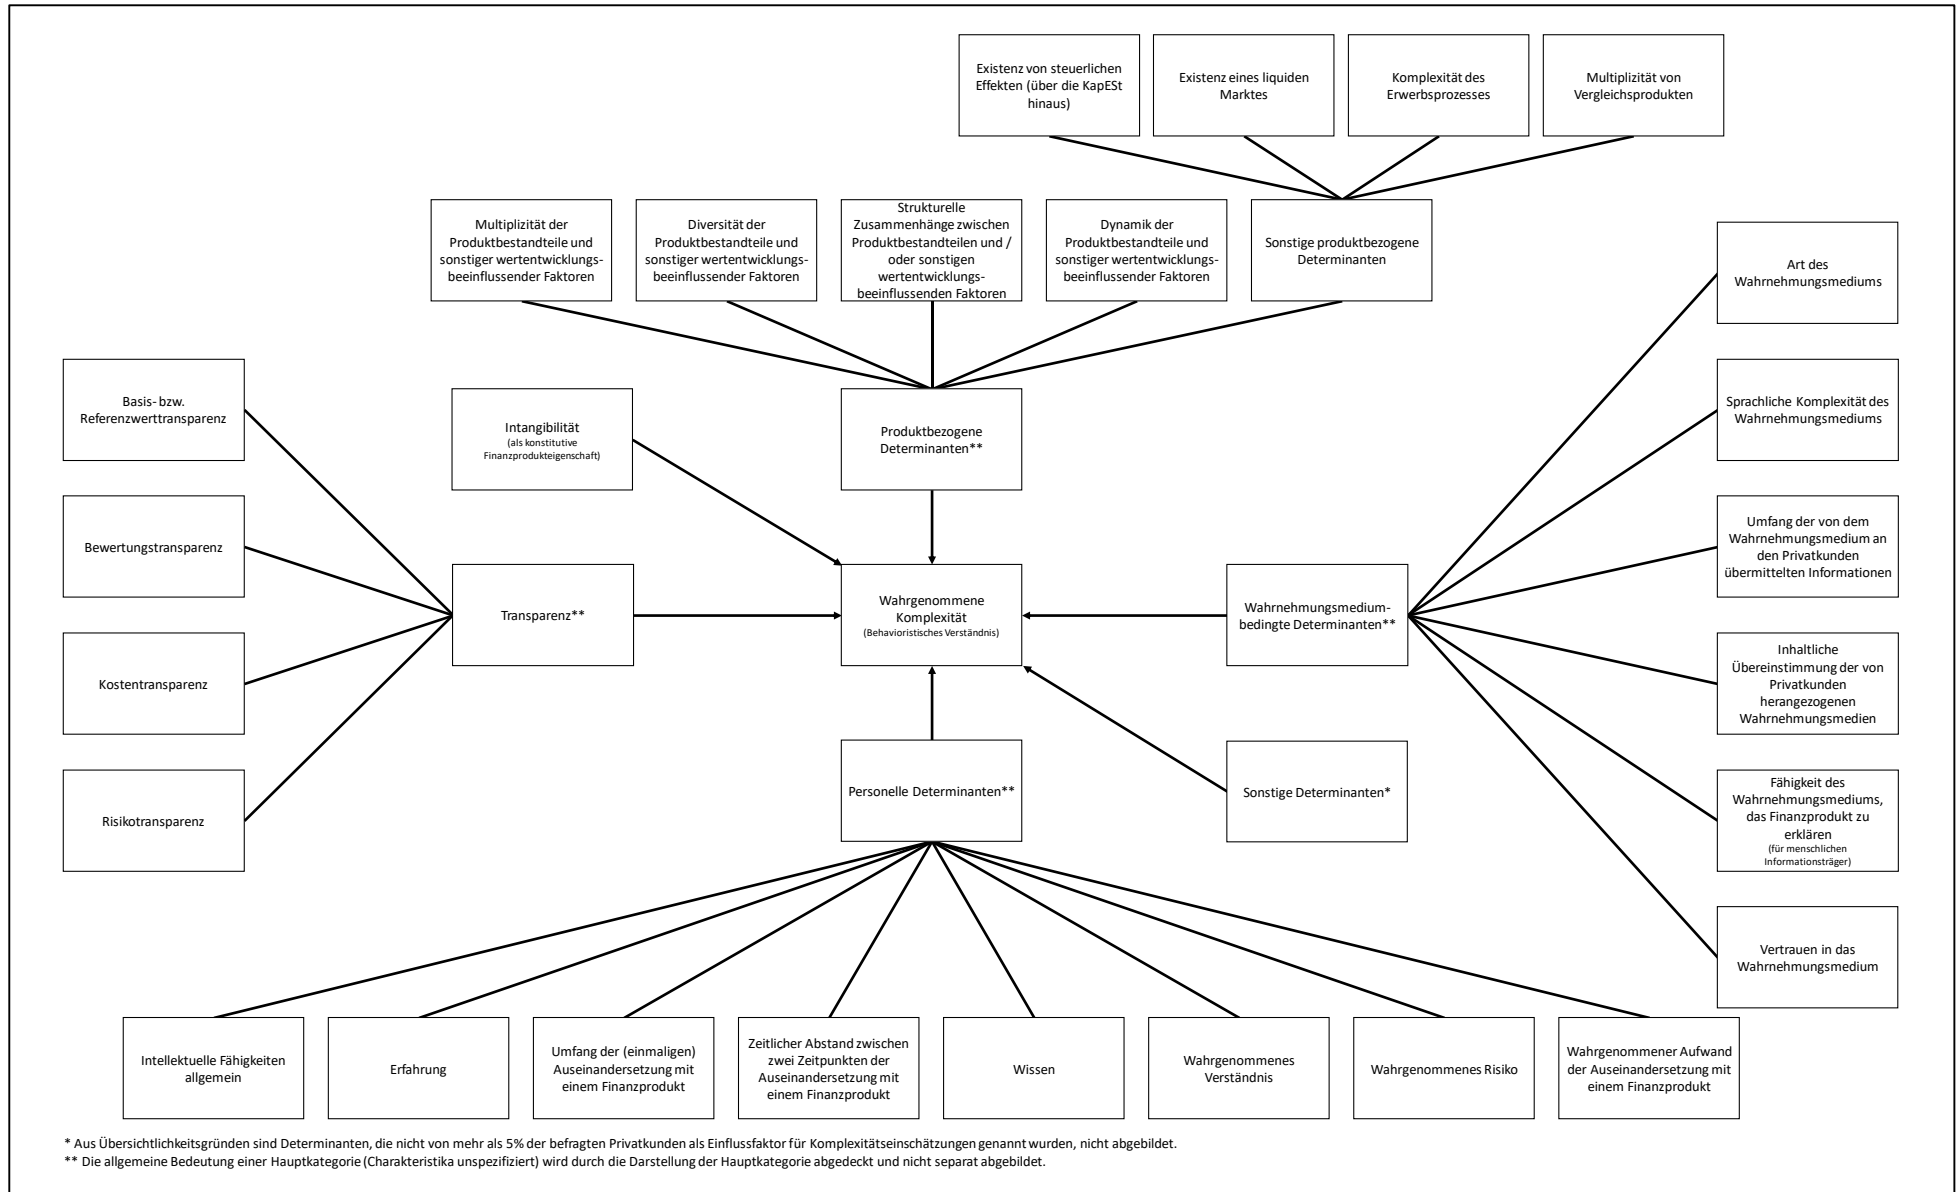 Existenz von steuerlichen
Effekten (über die KapESt
hinaus)
Existenz eines liquiden
Marktes
Komplexität des
Erwerbsprozesses
Multiplizität von
Vergleichsprodukten
Multiplizität der
Produktbestandteile und
sonstiger wertentwicklungs-
beeinflussender Faktoren
Diversität der
Produktbestandteile und
sonstiger wertentwicklungs-
beeinflussender Faktoren
Strukturelle
Zusammenhänge zwischen
Produktbestandteilen und /
oder sonstigen
wertentwicklungs-
beeinflussenden Faktoren
Dynamik der
Produktbestandteile und
sonstiger wertentwicklungs-
beeinflussender Faktoren
Sonstige produktbezogene
Determinanten
Art des
Wahrnehmungsmediums
Basis- bzw.
Referenzwerttransparenz
Intangibilität
(als konstitutive
Finanzprodukteigenschaft)
Produktbezogene
Determinanten**
Sprachliche Komplexität des
Wahrnehmungsmediums
Bewertungstransparenz
Umfang der von dem
Wahrnehmungsmedium an
den Privatkunden
übermittelten Informationen
Transparenz**
Wahrgenommene
Komplexität
(Behavioristisches Verständnis)
Wahrnehmungsmedium-
bedingte Determinanten**
Kostentransparenz
Inhaltliche
Übereinstimmung der von
Privatkunden
herangezogenen
Wahrnehmungsmedien
Risikotransparenz
Personelle Determinanten**
Sonstige Determinanten*
Fähigkeit des
Wahrnehmungsmediums,
das Finanzprodukt zu
erklären
(für menschlichen
Informationsträger)
Vertrauen in das
Wahrnehmungsmedium
Intellektuelle Fähigkeiten
allgemein
Erfahrung
Umfang der (einmaligen)
Auseinandersetzung mit
einem Finanzprodukt
Zeitlicher Abstand zwischen
zwei Zeitpunkten der
Auseinandersetzung mit
einem Finanzprodukt
Wissen
Wahrgenommenes
Verständnis
Wahrgenommenes Risiko
Wahrgenommener Aufwand
der Auseinandersetzung mit
einem Finanzprodukt
* Aus Übersichtlichkeitsgründen sind Determinanten, die nicht von mehr als 5% der befragten Privatkunden als Einflussfaktor für Komplexitätseinschätzungen genannt wurden, nicht abgebildet.
** Die allgemeine Bedeutung einer Hauptkategorie (Charakteristika unspezifiziert) wird durch die Darstellung der Hauptkategorie abgedeckt und nicht separat abgebildet.